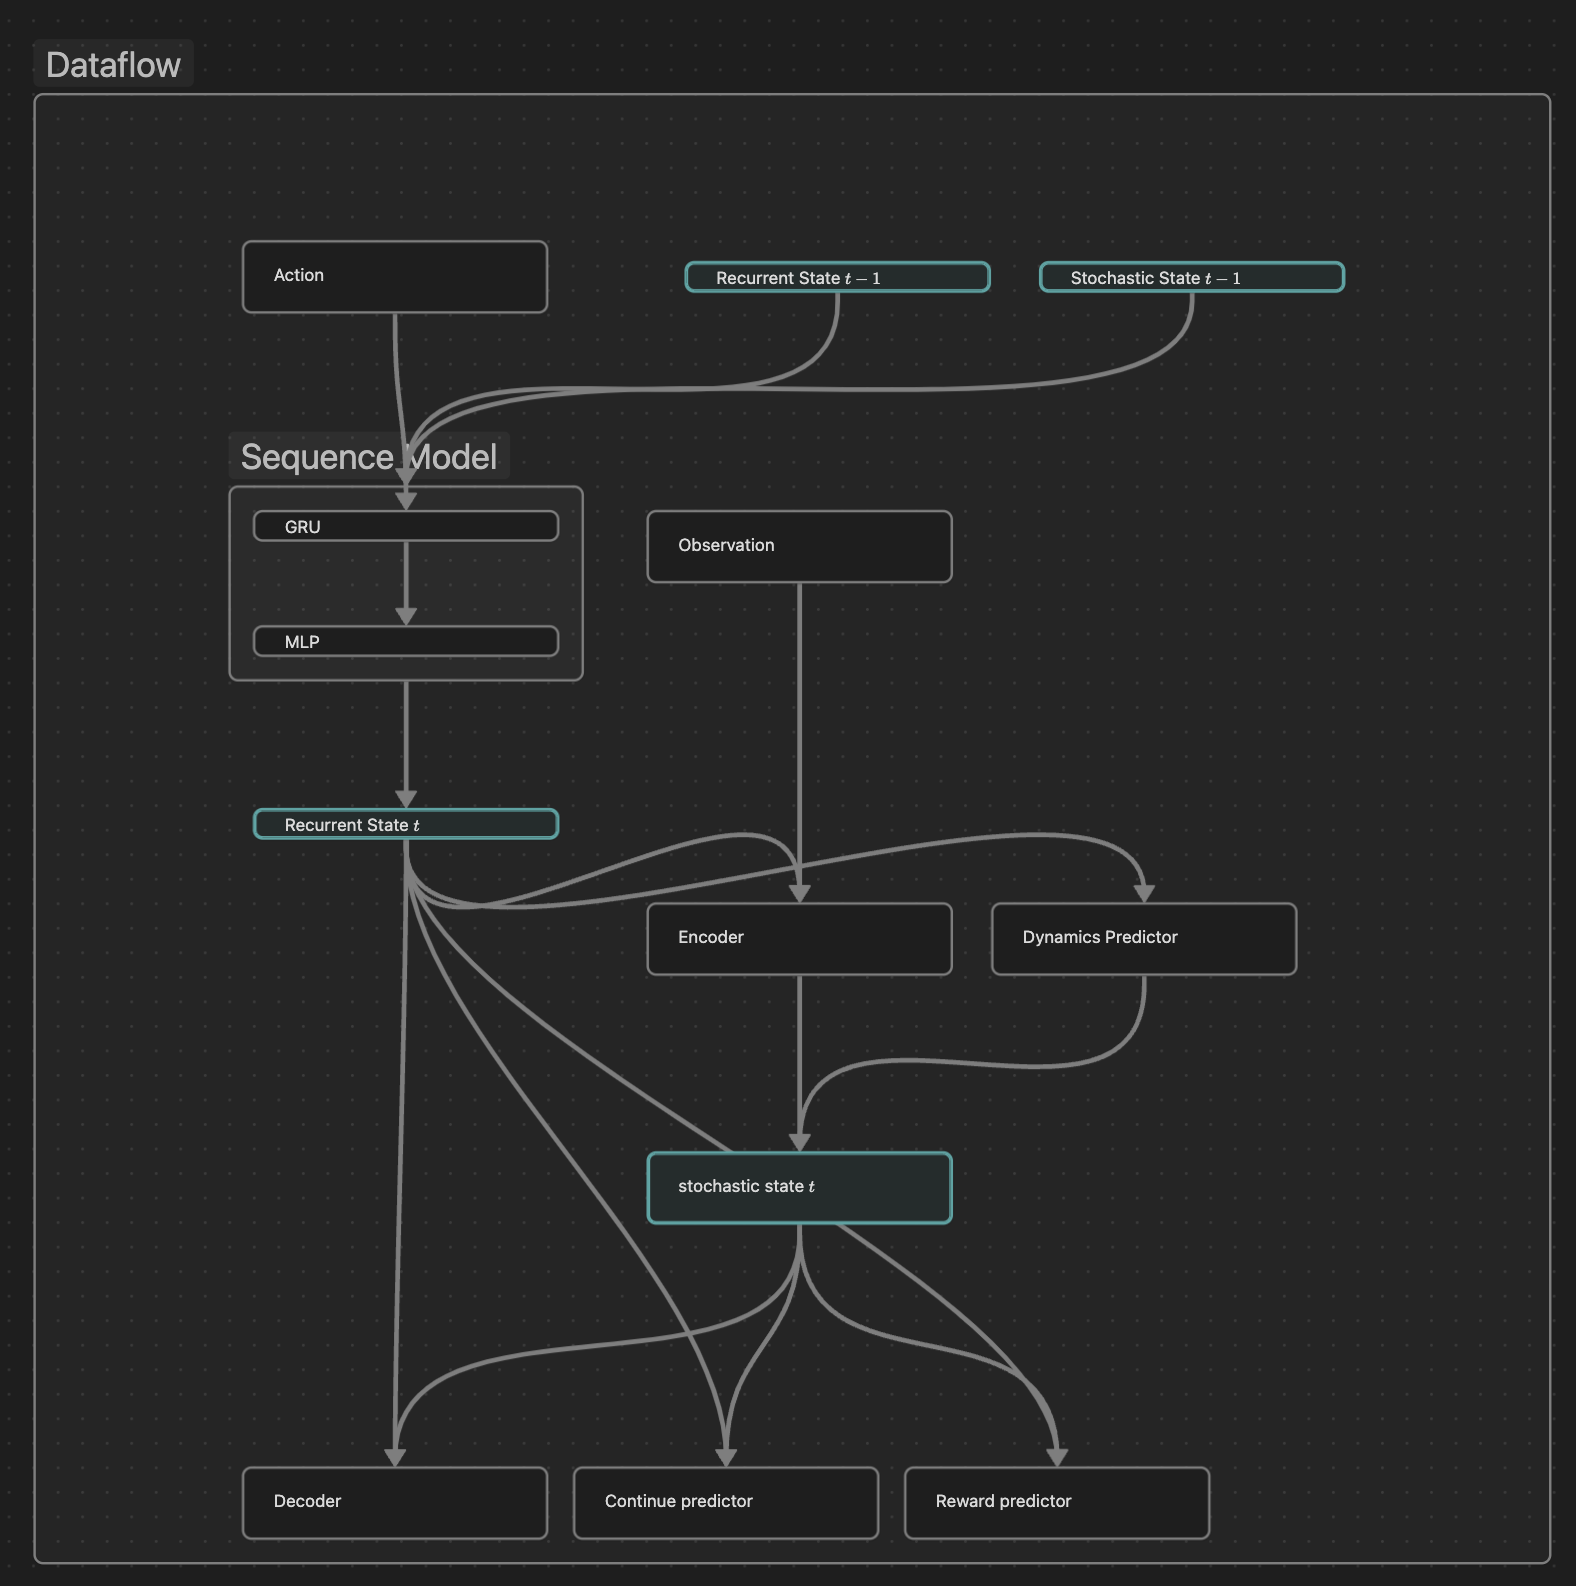 Dataflow
Action
Recurrent State t − 1
Stochastic State t − 1
Sequence Model
GRU
Observation
MLP
Recurrent State t
Encoder
Dynamics Predictor
stochastic state t
Decoder
Continue predictor
Reward predictor